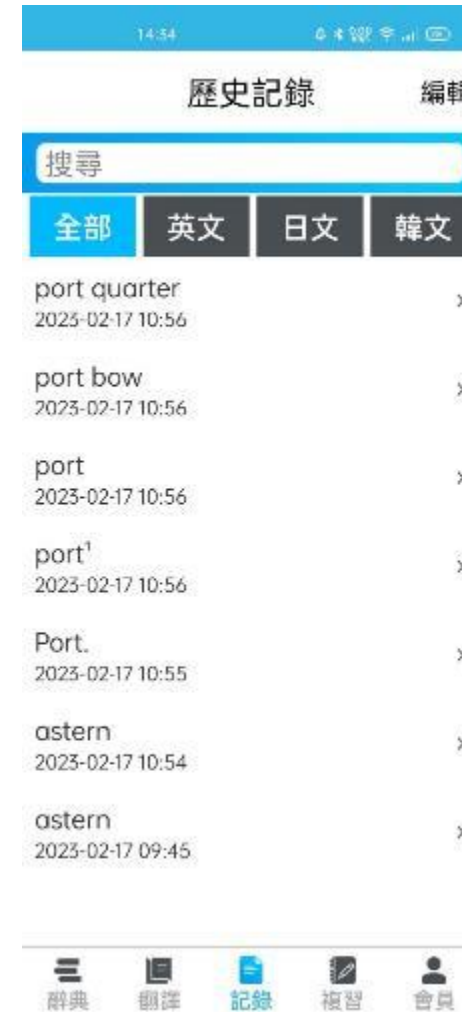 14:54
歷史記錄
編輯
搜尋
全部 英文 日文 韓文
port quarter
2023-02-17 10:56
port bow
2023-02-17 10:56
port
2023-02-17 10:56
port¹
2023-02-17 10:56
Port.
2023-02-17 10:55
astern
2023-02-17 10:54
astern
2023-02-17 09:45
辭典 翻譯 記錄 複習 會員